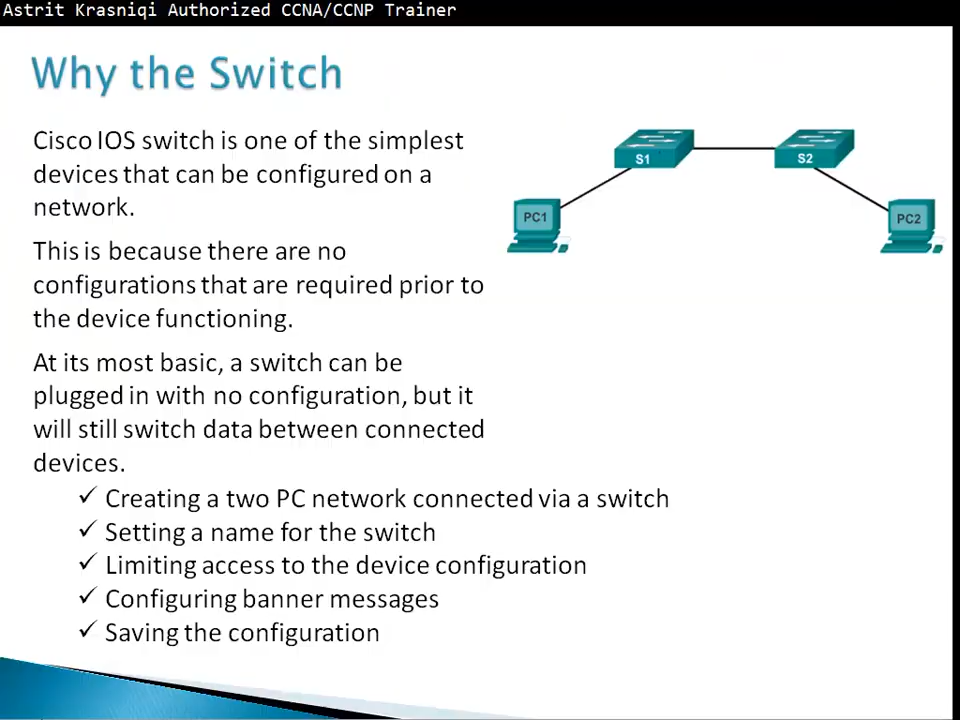 Astrit Krasniqi Authorized CCNA/CCNP Trainer
Why the Switch
Cisco IOS switch is one of the simplest
devices that can be configured on a
network.
This is because there are no
configurations that are required prior to
the device functioning.
At its most basic, a switch can be
plugged in with no configuration, but it
will still switch data between connected
devices.
✓ Creating a two PC network connected via a switch
✓ Setting a name for the switch
✓ Limiting access to the device configuration
✓ Configuring banner messages
✓ Saving the configuration
S1
S2
PC1
PC2